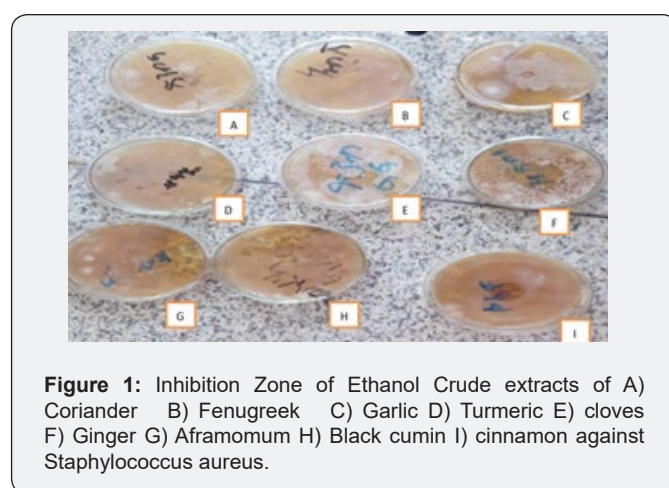 A
B
C
D
E
F
G
H
I
Figure 1: Inhibition Zone of Ethanol Crude extracts of A)
Coriander B) Fenugreek C) Garlic D) Turmeric E) cloves
F) Ginger G) Aframomum H) Black cumin I) cinnamon against
Staphylococcus aureus.